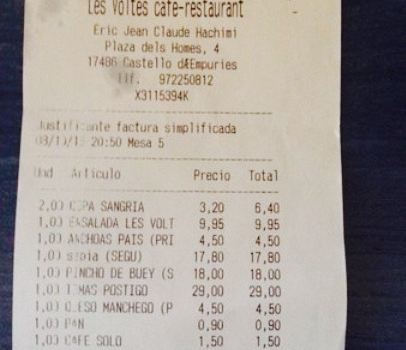 Les Voltes cafe-restaurant
Eric Jean Claude Hachimi
Plaza dels Homes, 4
17486 Castello dÆEmpuries
Tlf. 972250812
X3115394K
Justificante factura simplificada
20:50 Mesa 5
Und Articulo Precio Total
2,00 COPA SANGRIA 3,20 6,40
1,00 ENSALADA LES VOLT 9,95 9,95
1,00 ANCHOAS PAIS (PRI 4,50 4,50
1,00 sepia (SEGU) 17,80 17,80
1,00 PINCHO DE BUEY (S 18,00 18,00
1,00 TOMAS POSTIGO 29,00 29,00
1,00 QUESO MANCHEGO (P 4,50 4,50
1,00 PAN 0,90 0,90
1,00 CAFE SOLO 1,50 1,50